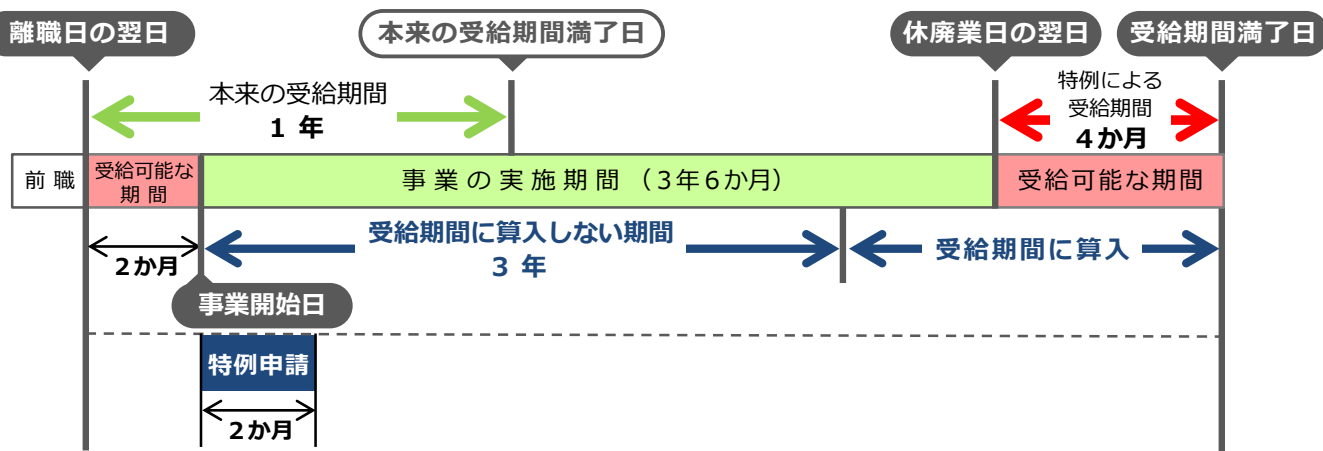 離職日の翌日
本来の受給期間満了日
休廃業日の翌日
受給期間満了日
本来の受給期間
1 年
特例による
受給期間
4か月
前 職
受給可能な
期 間
事 業 の 実 施 期 間 （3年6か月）
受給可能な期間
2か月
受給期間に算入しない期間
3 年
受給期間に算入
事業開始日
特例申請
2か月